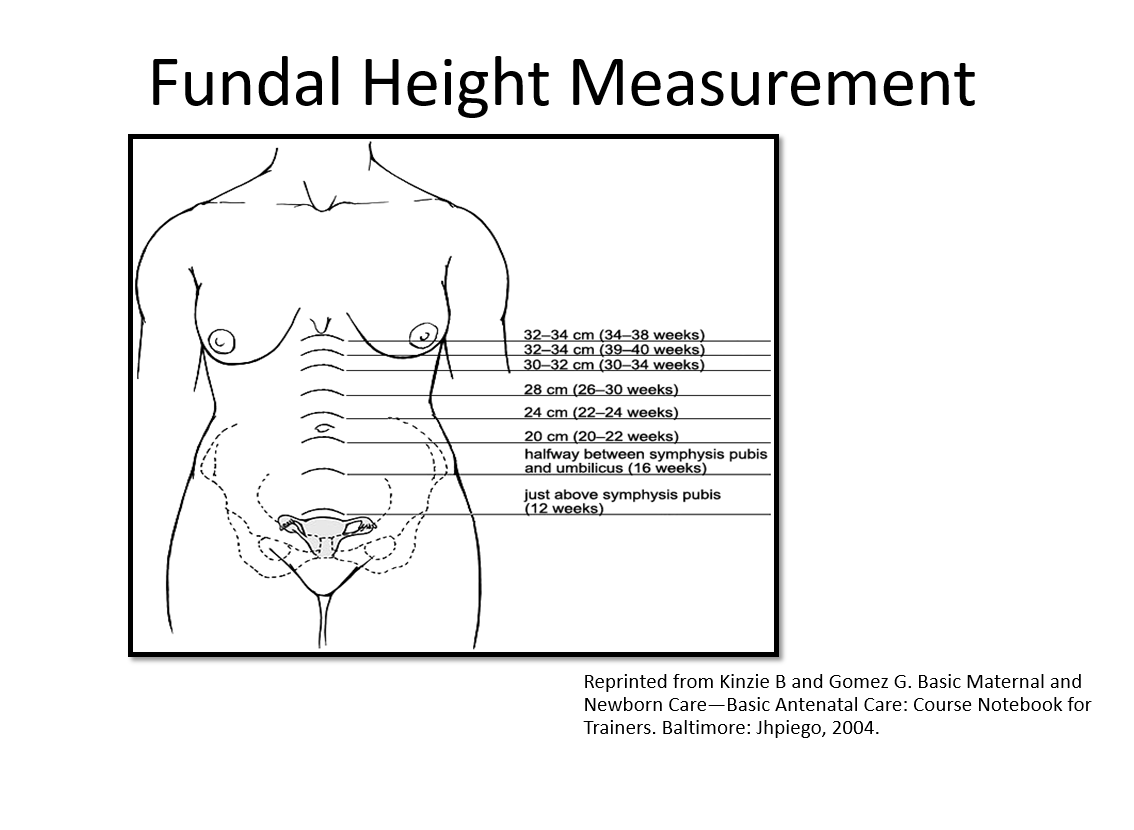 Fundal Height Measurement
32–34 cm (34–38 weeks)
32–34 cm (39–40 weeks)
30–32 cm (30–34 weeks)
28 cm (26–30 weeks)
24 cm (22–24 weeks)
20 cm (20–22 weeks)
halfway between symphysis pubis
and umbilicus (16 weeks)
just above symphysis pubis
(12 weeks)
Reprinted from Kinzie B and Gomez G. Basic Maternal and
Newborn Care—Basic Antenatal Care: Course Notebook for
Trainers. Baltimore: Jhpiego, 2004.